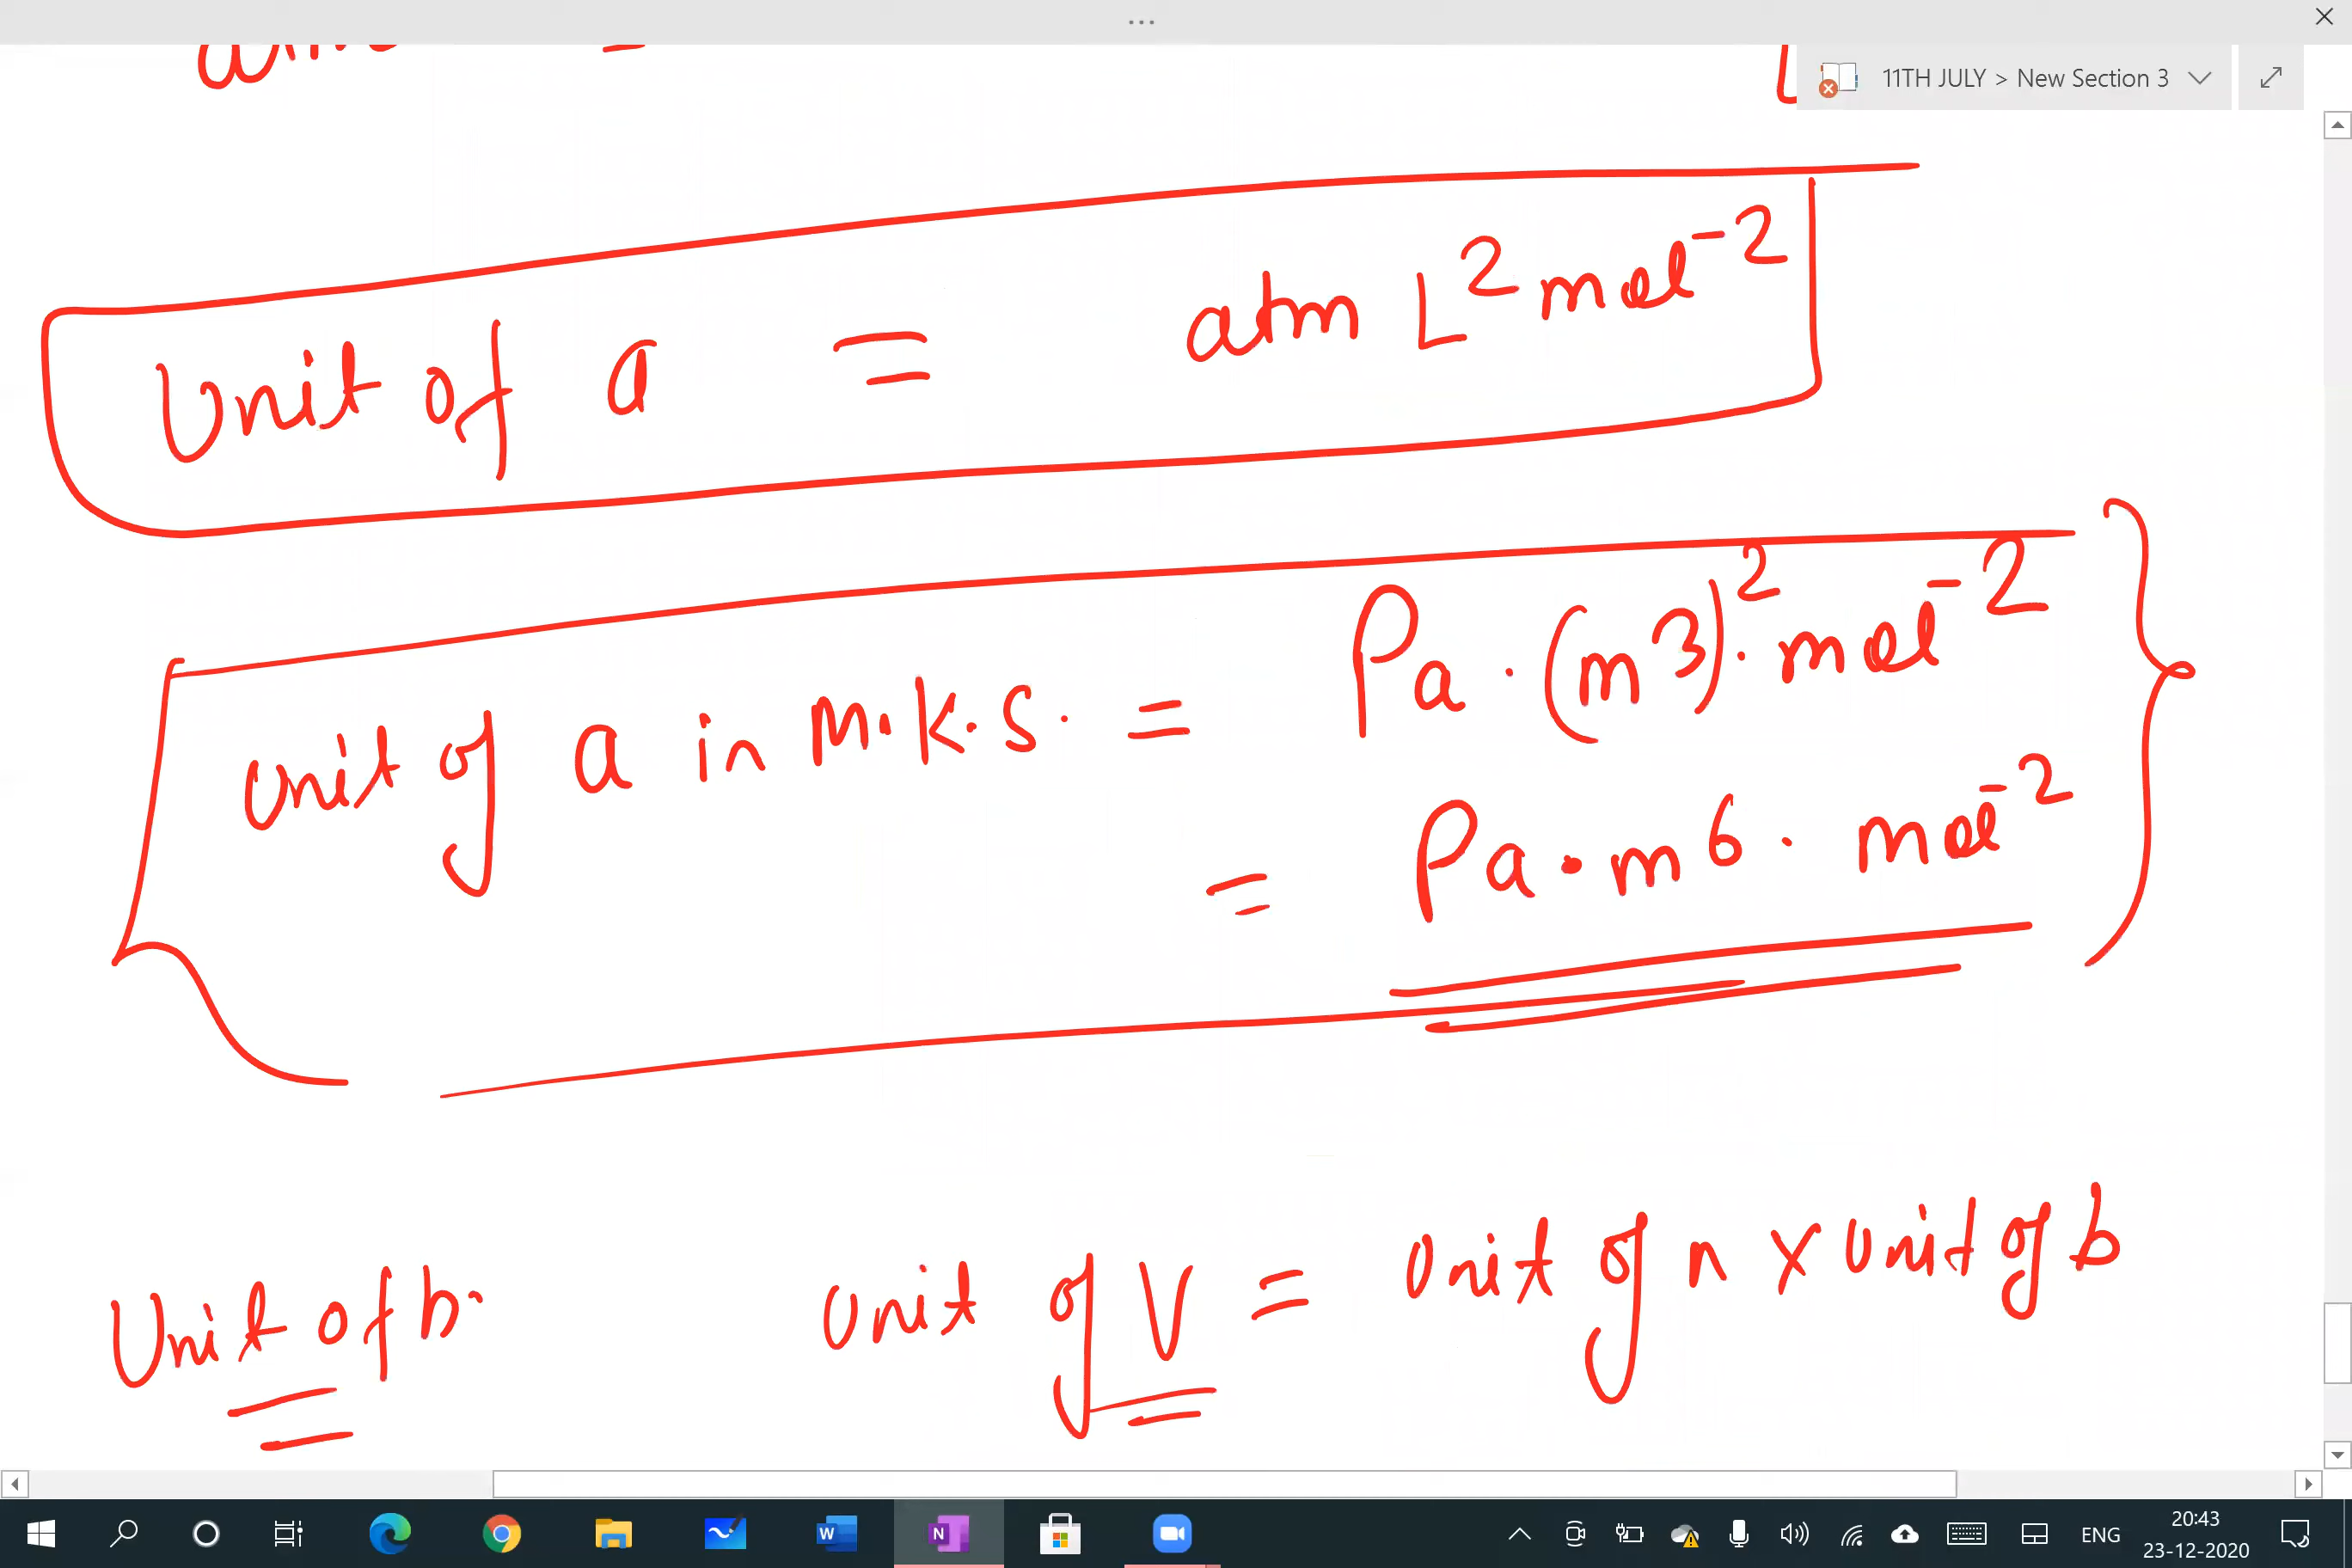 11TH JULY > New Section 3
Unit of a = atm L² mol⁻²
unit of a in M.K.S. = Pa · (m³)² · mol⁻²
= Pa · m6 · mol⁻²
Unit of b. unit of V = unit of n x unit of b
ENG
20:43
23-12-2020